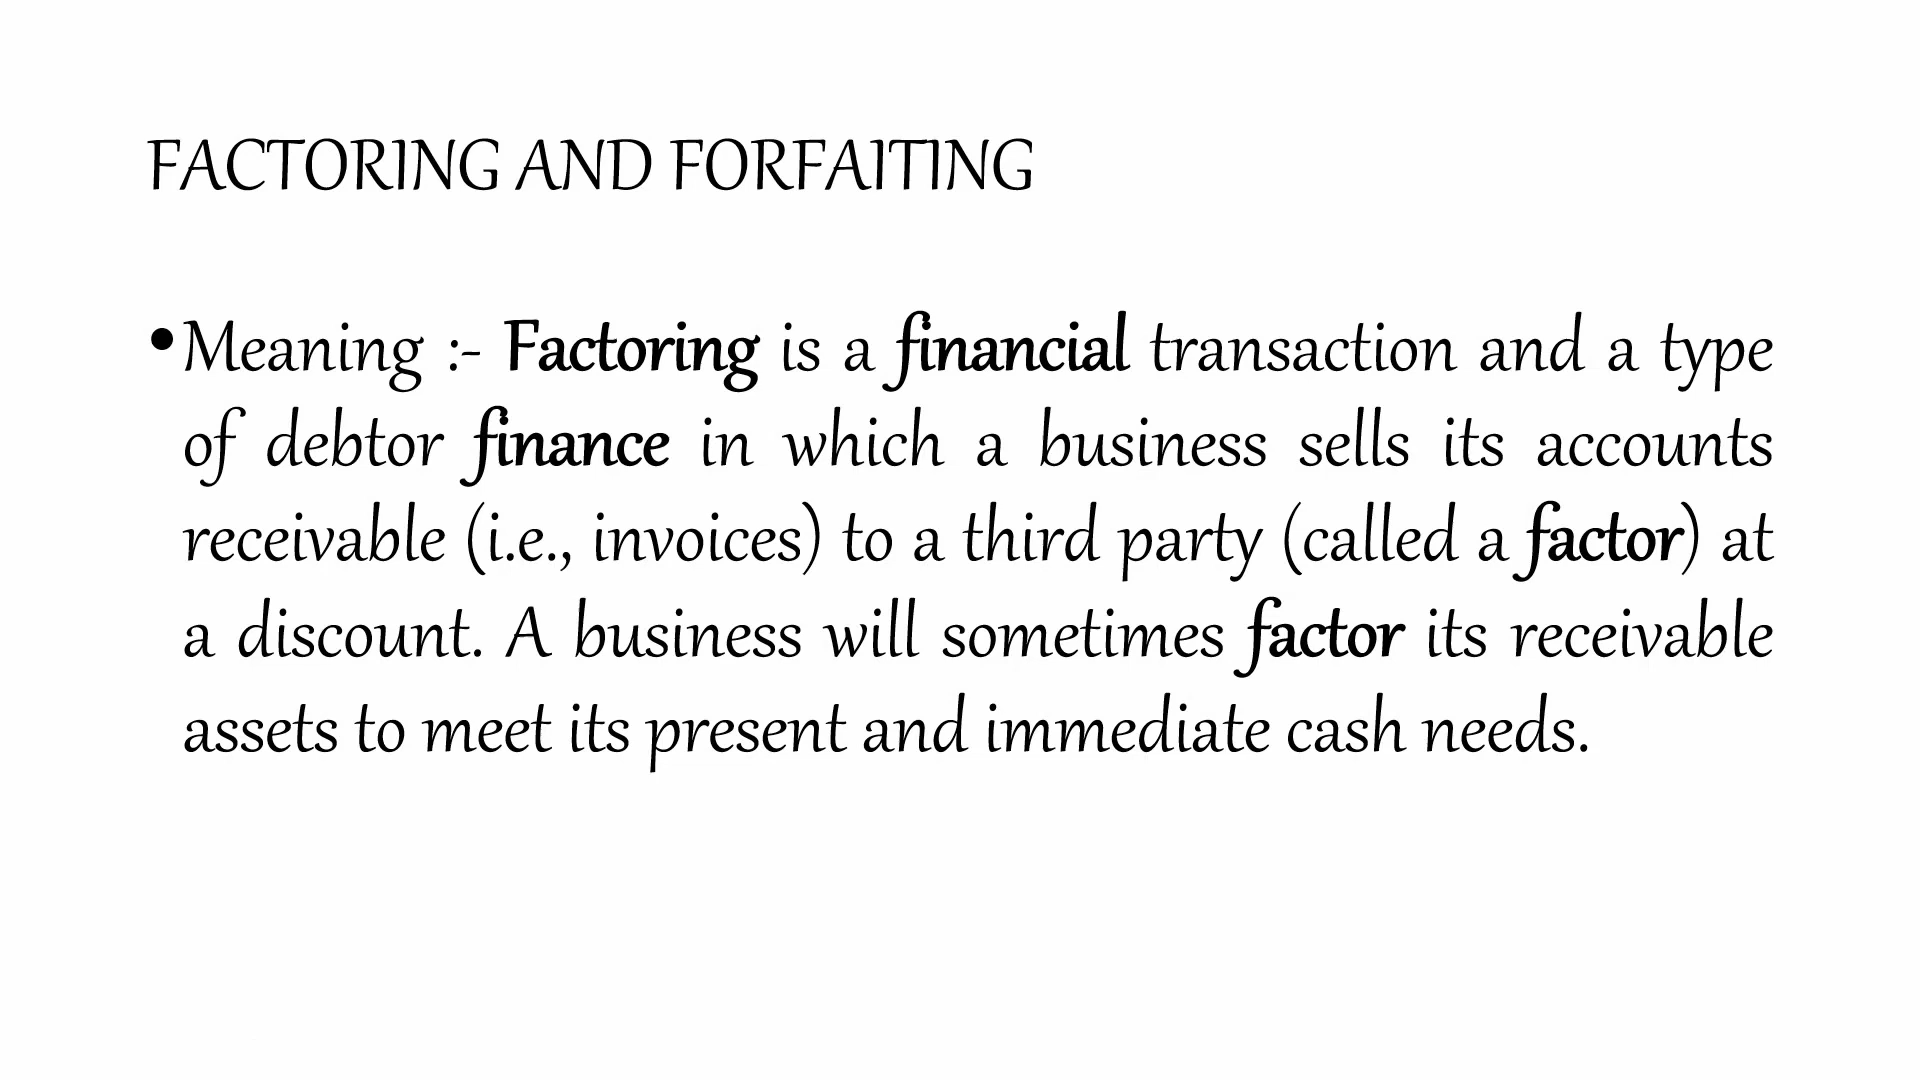 FACTORING AND FORFAITING
•Meaning :- Factoring is a financial transaction and a type
of debtor finance in which a business sells its accounts
receivable (i.e., invoices) to a third party (called a factor) at
a discount. A business will sometimes factor its receivable
assets to meet its present and immediate cash needs.